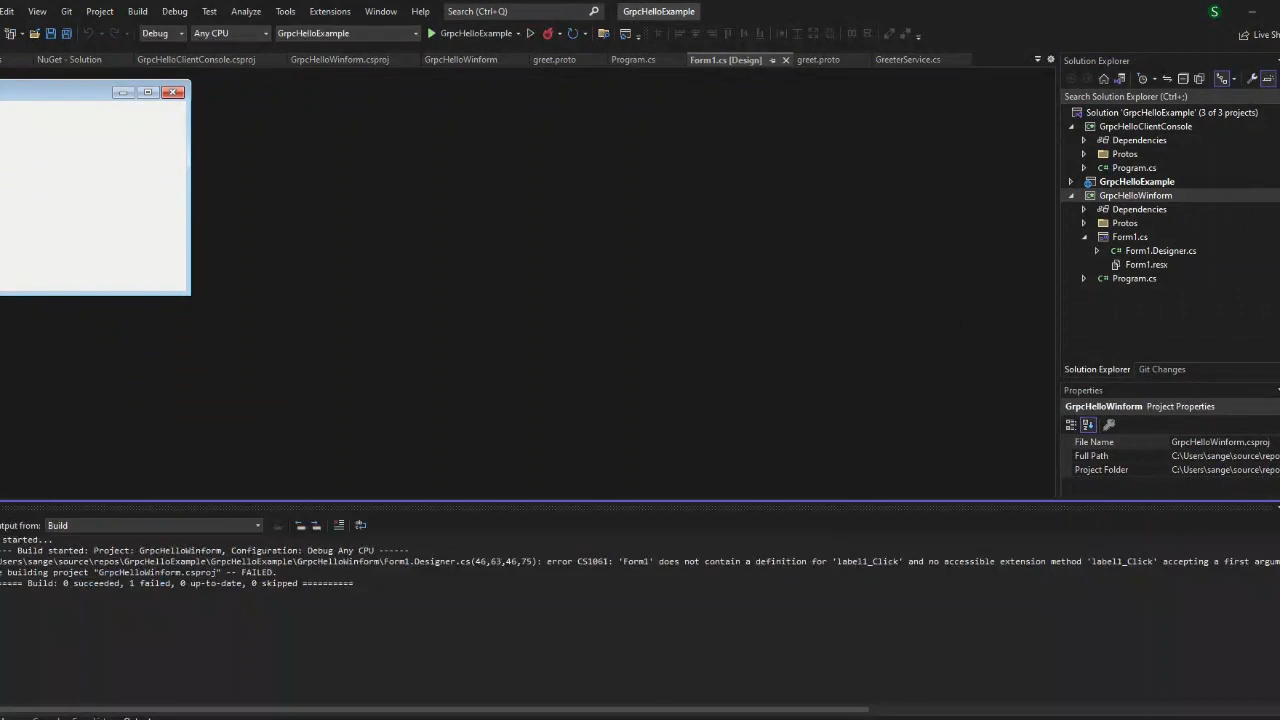 Edit View Git Project Build Debug Test Analyze Tools Extensions Window Help Search (Ctrl+Q) GrpcHelloExample S
Debug Any CPU GrpcHelloExample GrpcHelloExample Live Sh
NuGet - Solution GrpcHelloClientConsole.csproj GrpcHelloWinform.csproj GrpcHelloWinform greet.proto Program.cs Form1.cs [Design] greet.proto GreeterService.cs
Solution Explorer
Search Solution Explorer (Ctrl+;)
Solution 'GrpcHelloExample' (3 of 3 projects)
GrpcHelloClientConsole
Dependencies
Protos
Program.cs
GrpcHelloExample
GrpcHelloWinform
Dependencies
Protos
Form1.cs
Form1.Designer.cs
Form1.resx
Program.cs
Solution Explorer Git Changes
Properties
GrpcHelloWinform Project Properties
File Name GrpcHelloWinform.csproj
Full Path C:\Users\sange\source\repo
Project Folder C:\Users\sange\source\repo
utput from: Build
started...
--- Build started: Project: GrpcHelloWinform, Configuration: Debug Any CPU ------
sers\sange\source\repos\GrpcHelloExample\GrpcHelloWinform\Form1.Designer.cs(46,63,46,75): error CS1061: 'Form1' does not contain a definition for 'label1_Click' and no accessible extension method 'label1_Click' accepting a first argum
e building project "GrpcHelloWinform.csproj" -- FAILED.
===== Build: 0 succeeded, 1 failed, 0 up-to-date, 0 skipped ==========